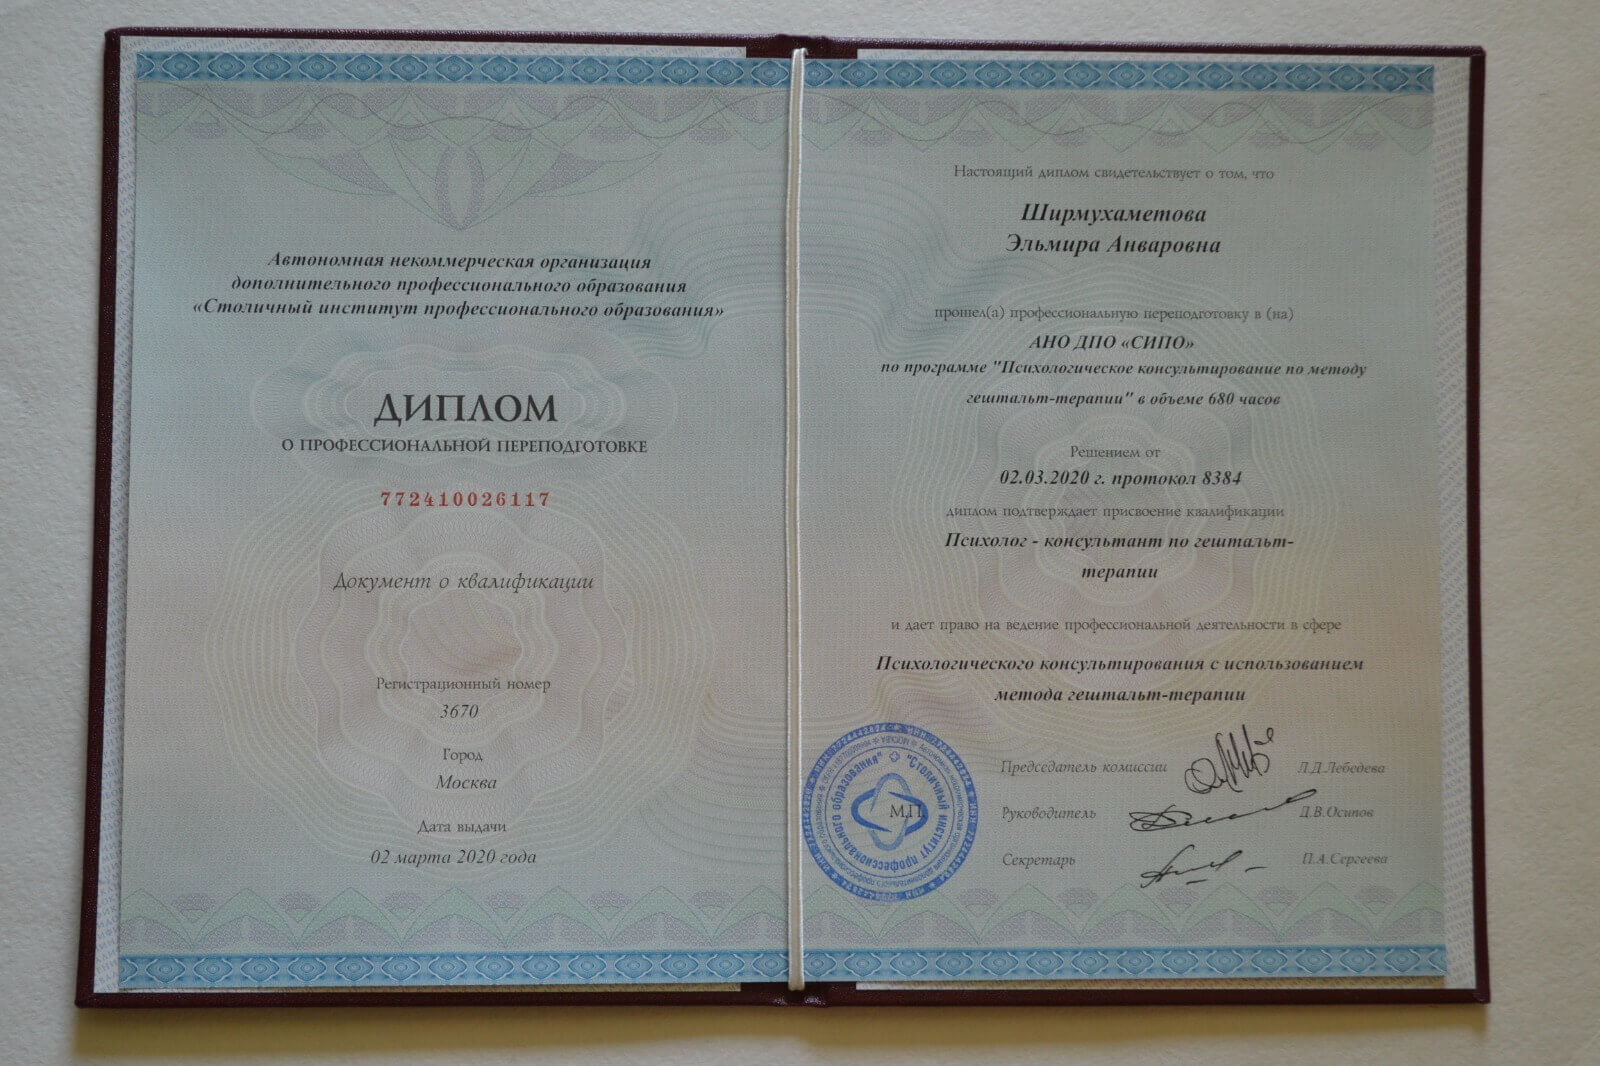 Автономная некоммерческая организация
дополнительного профессионального образования
«Столичный институт профессионального образования»
ДИПЛОМ
О ПРОФЕССИОНАЛЬНОЙ ПЕРЕПОДГОТОВКЕ
772410026117
Документ о квалификации
Регистрационный номер
3670
Город
Москва
Дата выдачи
02 марта 2020 года
Настоящий диплом свидетельствует о том, что
Ширмухаметова
Эльмира Анваровна
прошел(а) профессиональную переподготовку в (на)
АНО ДПО «СИПО»
по программе "Психологическое консультирование по методу
гештальт-терапии" в объеме 680 часов
Решением от
02.03.2020 г. протокол 8384
диплом подтверждает присвоение квалификации
Психолог - консультант по гештальт-
терапии
и дает право на ведение профессиональной деятельности в сфере
Психологического консультирования с использованием
метода гештальт-терапии
Председатель комиссии Л.Д.Лебедева
Руководитель Д.В.Осипов
Секретарь П.А.Сергеева
М.П.
"Столичный институт профессионального образования"